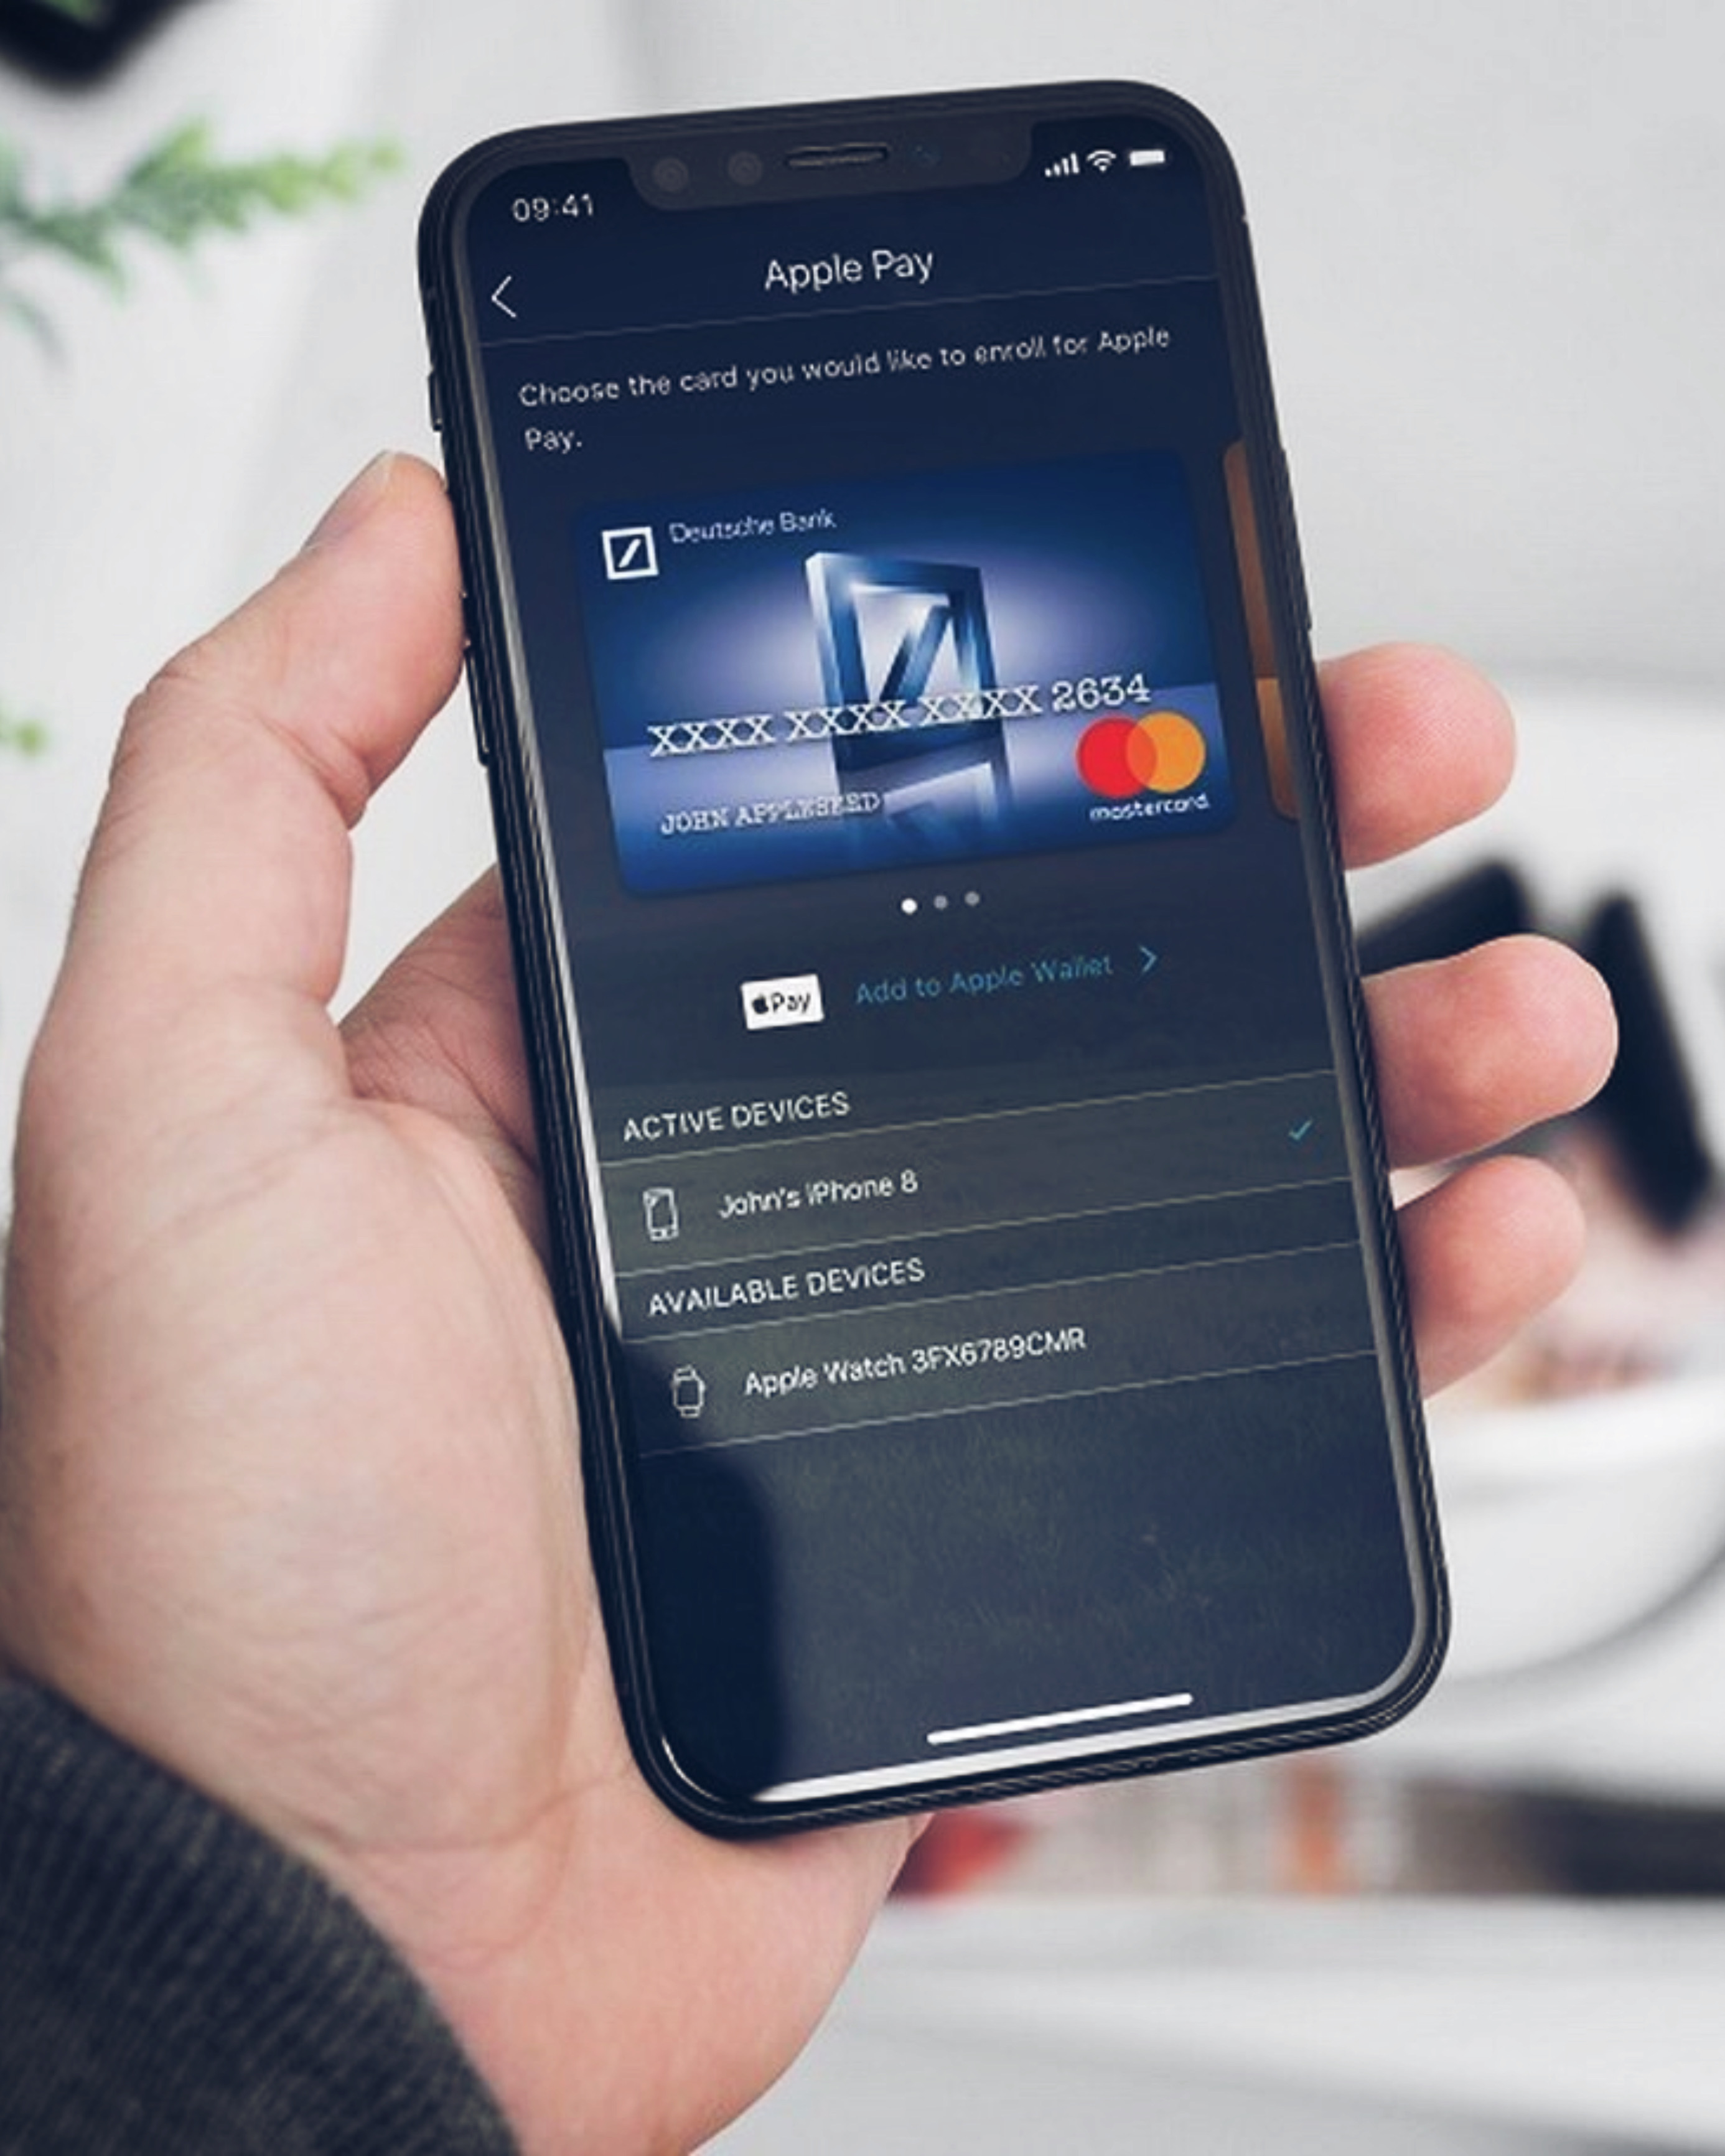 09:41
Apple Pay
Choose the card you would like to enroll for Apple
Pay.
Deutsche Bank
XXXX XXXX XXXX 2634
JOHN APPLESEED
mastercard
Pay Add to Apple Wallet
ACTIVE DEVICES
John's iPhone 8
AVAILABLE DEVICES
Apple Watch 3FX6789CMR